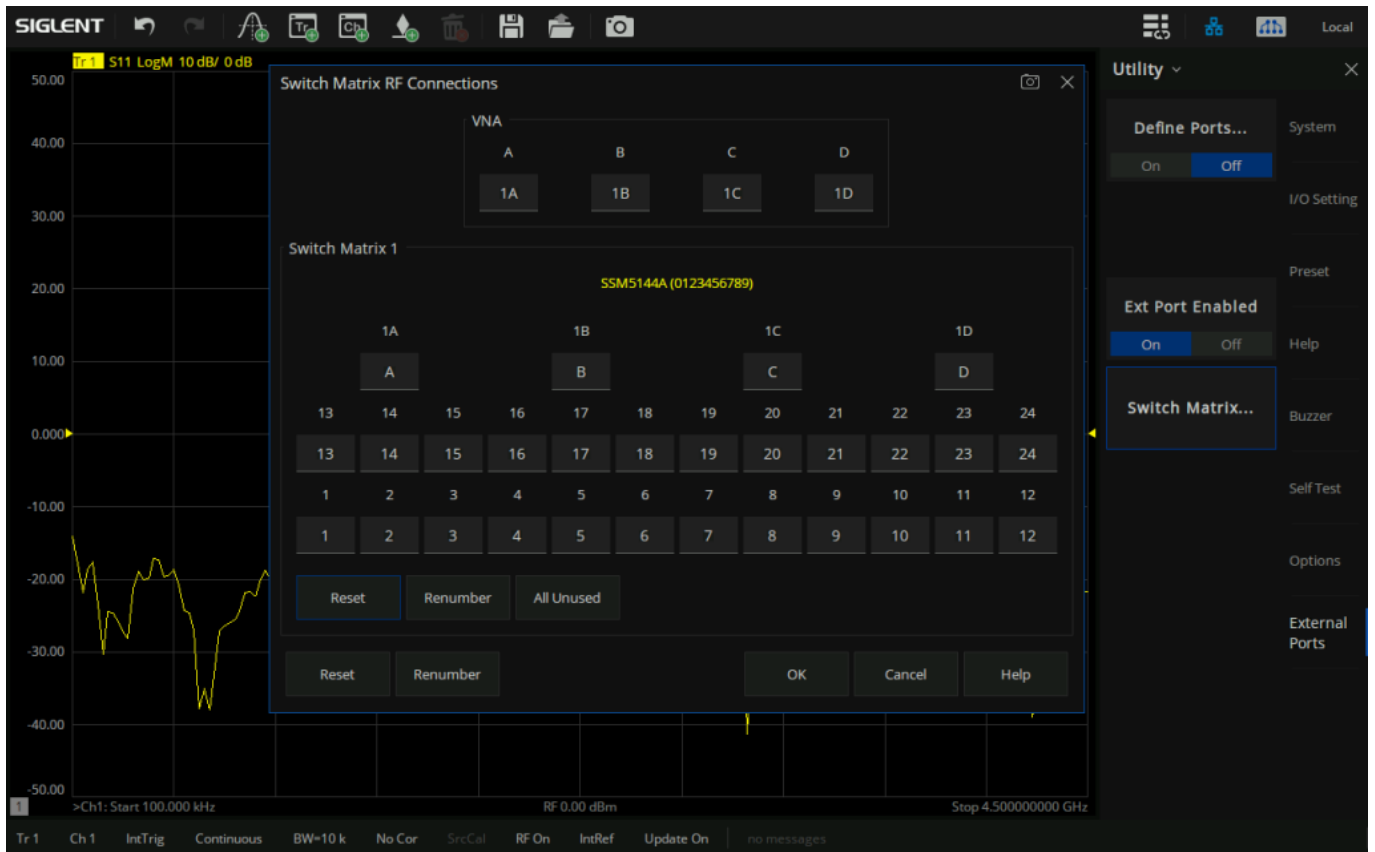 SIGLENT Tr Ch Local
Tr 1 S11 LogM 10 dB/ 0 dB
50.00
40.00
30.00
20.00
10.00
0.000
-10.00
-20.00
-30.00
-40.00
-50.00
Switch Matrix RF Connections
VNA
A B C D
1A 1B 1C 1D
Switch Matrix 1
SSM5144A (0123456789)
1A 1B 1C 1D
A B C D
13 14 15 16 17 18 19 20 21 22 23 24
13 14 15 16 17 18 19 20 21 22 23 24
1 2 3 4 5 6 7 8 9 10 11 12
1 2 3 4 5 6 7 8 9 10 11 12
Reset Renumber All Unused
Reset Renumber OK Cancel Help
Utility
Define Ports...
On Off
Ext Port Enabled
On Off
Switch Matrix...
System
I/O Setting
Preset
Help
Buzzer
Self Test
Options
External
Ports
1 >Ch1: Start 100.000 kHz RF 0.00 dBm Stop 4.500000000 GHz
Tr 1 Ch 1 IntTrig Continuous BW=10 k No Cor SrcCal RF On IntRef Update On no messages